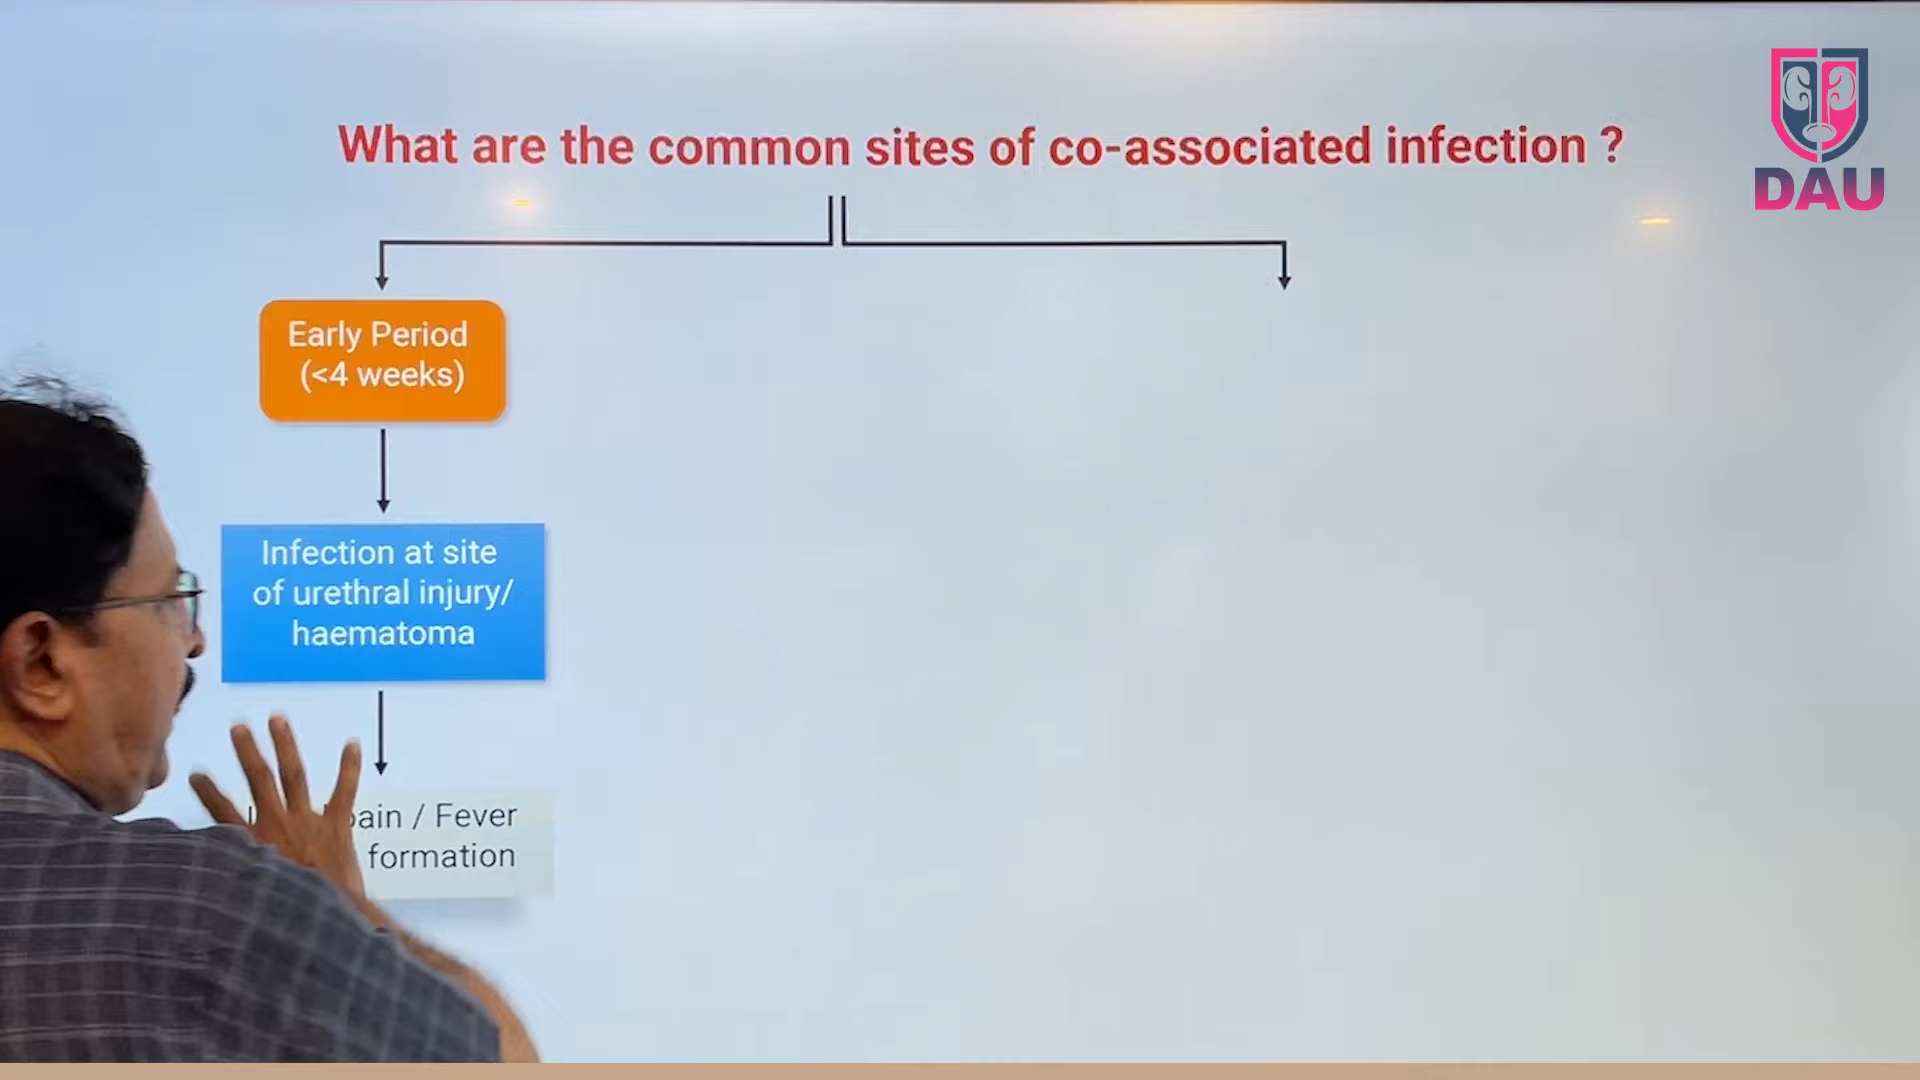 What are the common sites of co-associated infection ?
DAU
Early Period
(<4 weeks)
Infection at site
of urethral injury/
haematoma
/ Fever
formation